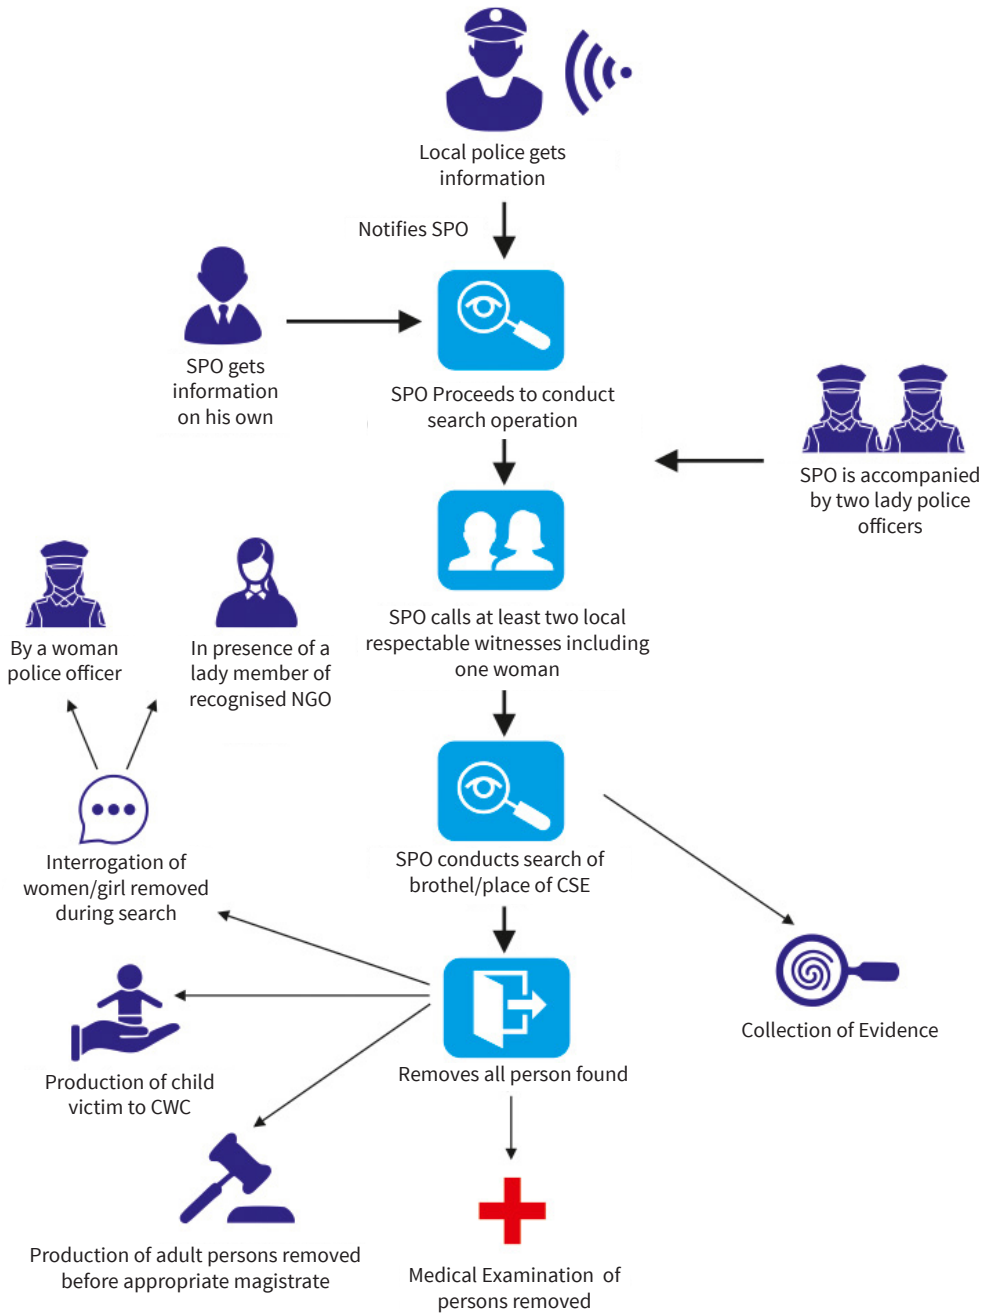 Local police gets
information
Notifies SPO
SPO gets
information
on his own
SPO Proceeds to conduct
search operation
SPO is accompanied
by two lady police
officers
SPO calls at least two local
respectable witnesses including
one woman
By a woman
police officer
In presence of a
lady member of
recognised NGO
SPO conducts search of
brothel/place of CSE
Interrogation of
women/girl removed
during search
Collection of Evidence
Removes all person found
Production of child
victim to CWC
Production of adult persons removed
before appropriate magistrate
Medical Examination of
persons removed